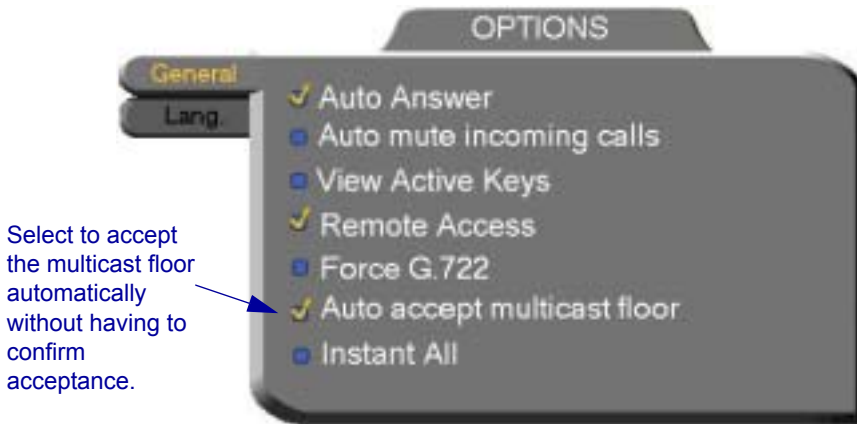 OPTIONS
General
Lang.
Auto Answer
Auto mute incoming calls
View Active Keys
Remote Access
Force G.722
Auto accept multicast floor
Instant All
Select to accept
the multicast floor
automatically
without having to
confirm
acceptance.